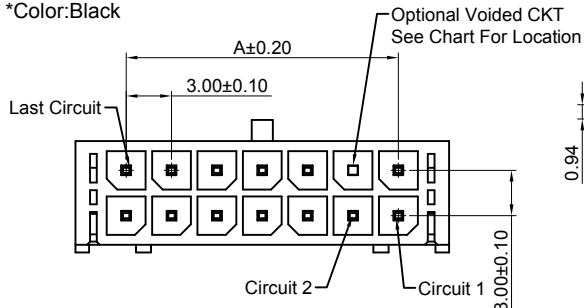 *Color:Black
Optional Voided CKT
See Chart For Location
A±0.20
3.00±0.10
Last Circuit
0.94
Circuit 2
Circuit 1
3.00±0.10